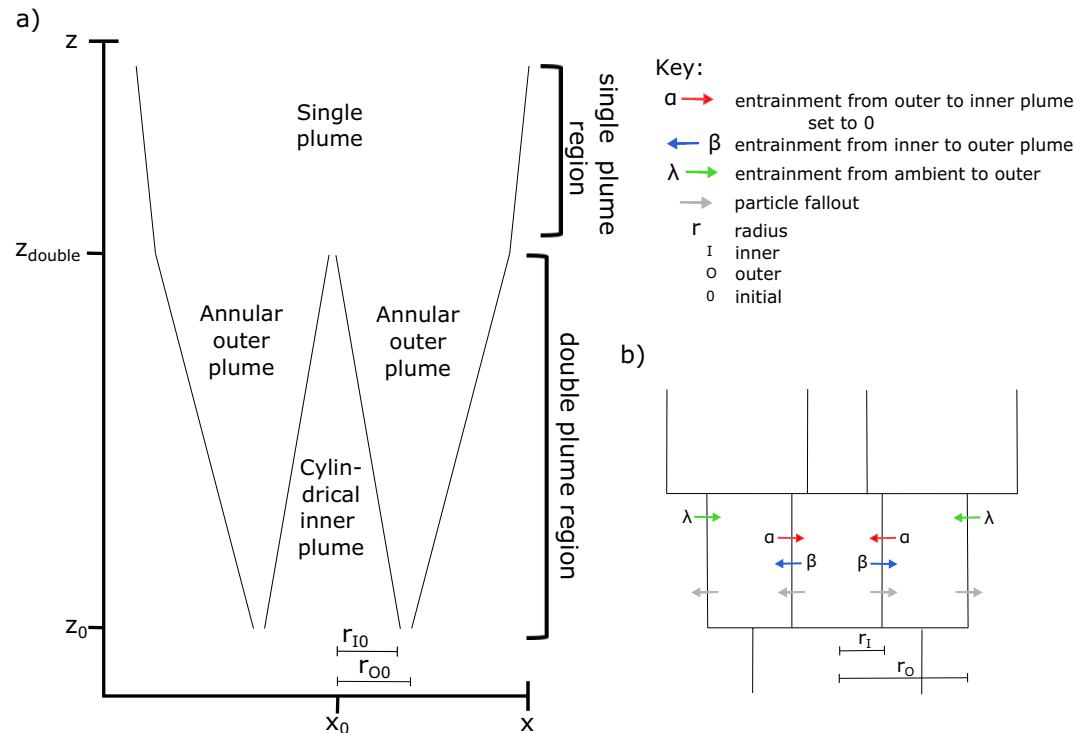 a)
z
Single
plume
single plume
region
z_double
Annular
outer
plume
Annular
outer
plume
Cylin-
drical
inner
plume
double plume region
z_0
r_I0
r_O0
x_0
x
Key:
α entrainment from outer to inner plume
set to 0
β entrainment from inner to outer plume
λ entrainment from ambient to outer
particle fallout
r radius
I inner
O outer
0 initial
b)
λ λ
α α
β β
r_I
r_O